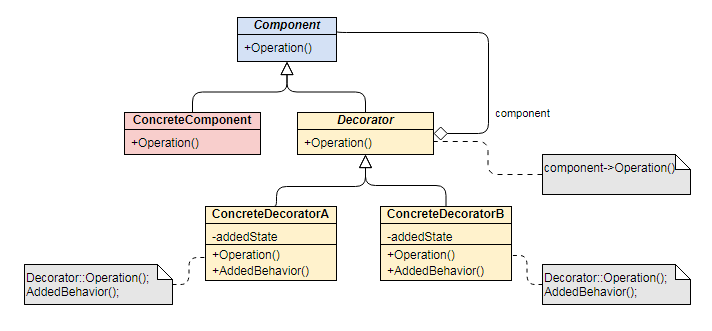 Component
+Operation()
component
ConcreteComponent
+Operation()
Decorator
+Operation()
component->Operation()
ConcreteDecoratorA
-addedState
+Operation()
+AddedBehavior()
ConcreteDecoratorB
-addedState
+Operation()
+AddedBehavior()
Decorator::Operation();
AddedBehavior();
Decorator::Operation();
AddedBehavior();